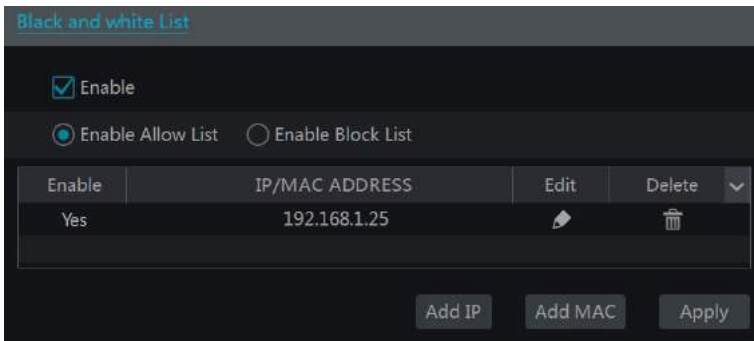 Black and white List
Enable
Enable Allow List Enable Block List
Enable IP/MAC ADDRESS Edit Delete
Yes 192.168.1.25
Add IP Add MAC Apply